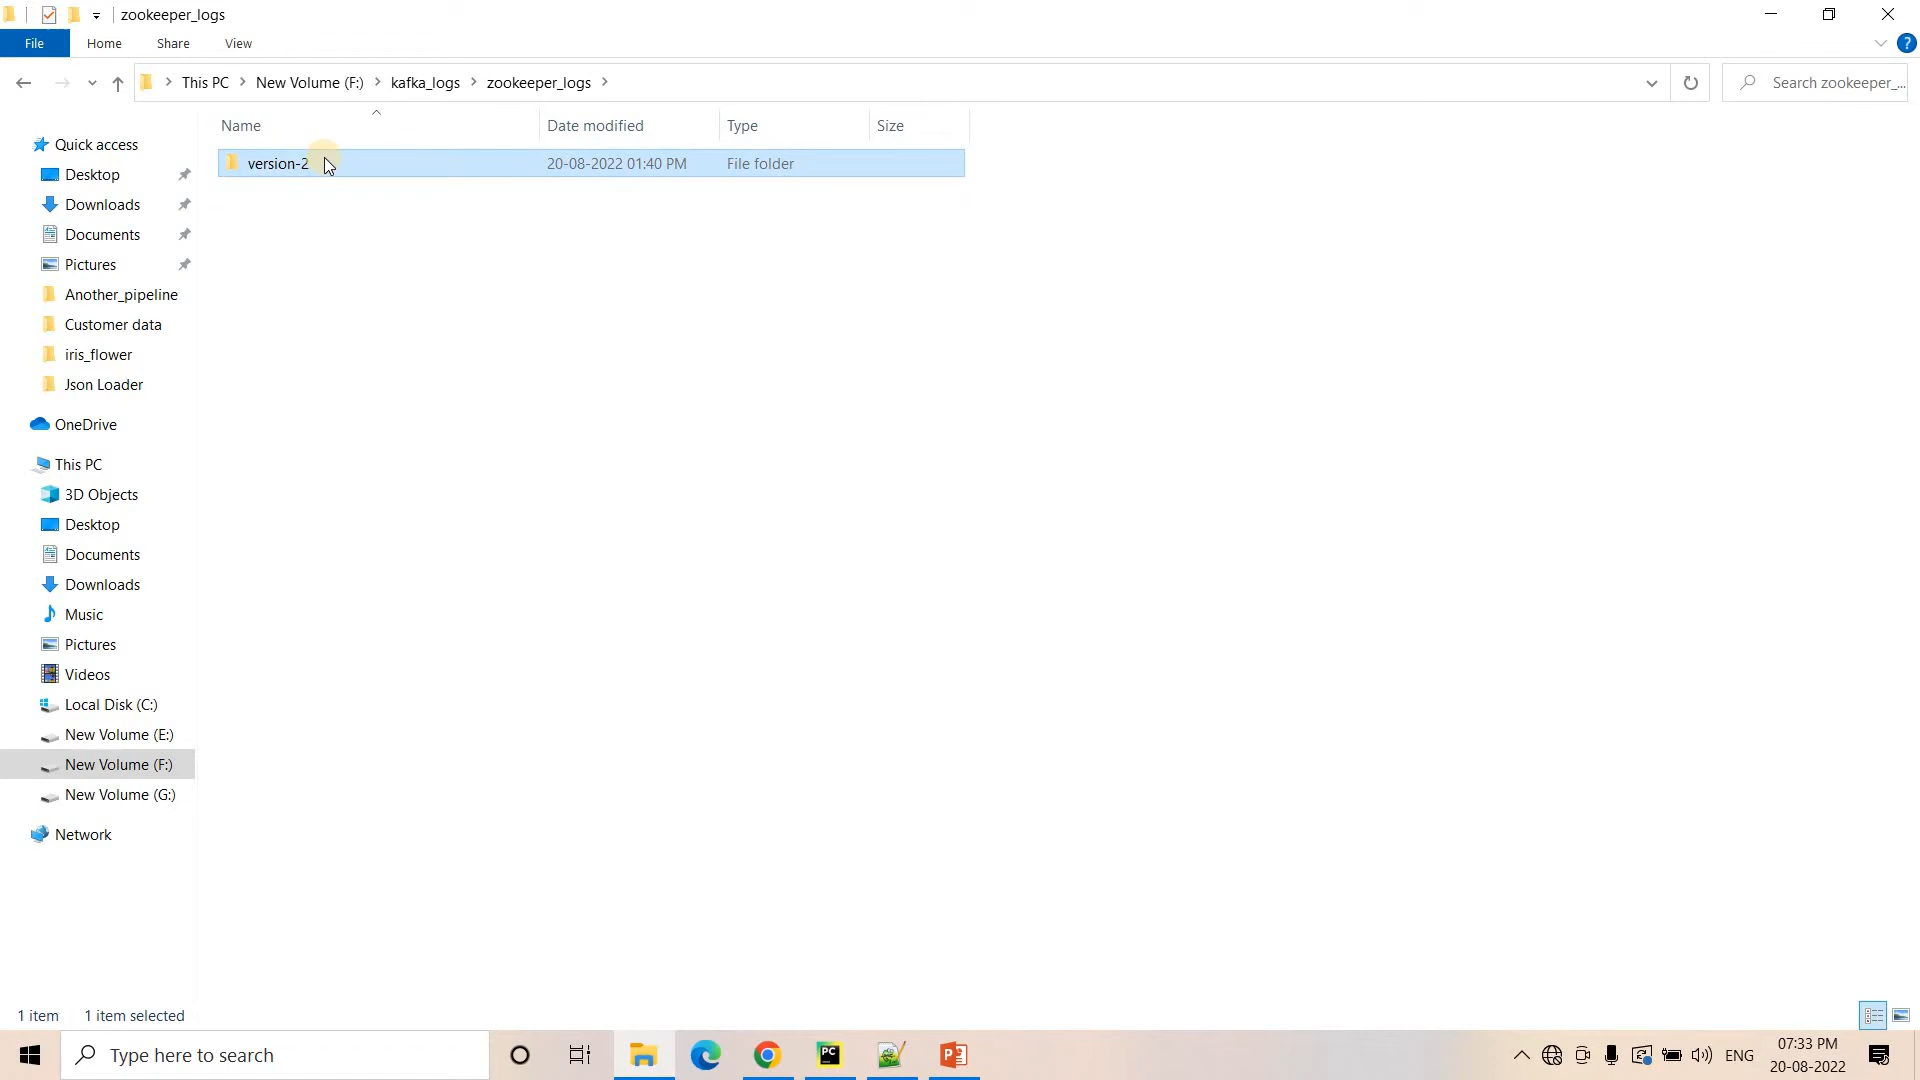 zookeeper_logs
File Home Share View
This PC New Volume (F:) kafka_logs zookeeper_logs
Search zookeeper_...
Name Date modified Type Size
version-2 20-08-2022 01:40 PM File folder
Quick access
Desktop
Downloads
Documents
Pictures
Another_pipeline
Customer data
iris_flower
Json Loader
OneDrive
This PC
3D Objects
Desktop
Documents
Downloads
Music
Pictures
Videos
Local Disk (C:)
New Volume (E:)
New Volume (F:)
New Volume (G:)
Network
1 item 1 item selected
Type here to search
PC
ENG
07:33 PM
20-08-2022